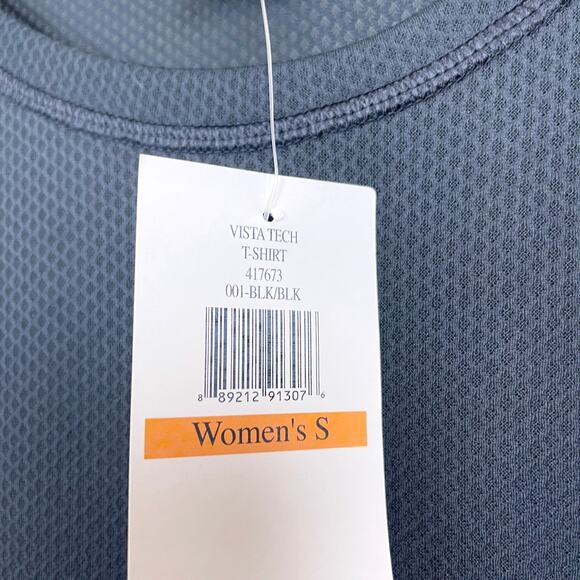 VISTA TECH
T-SHIRT
417673
001-BLK/BLK
8 89212 91307 6
Women's S